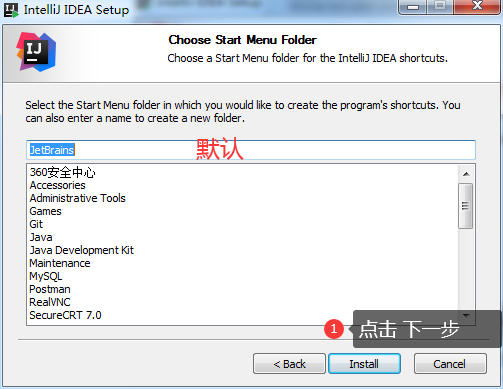 IntelliJ IDEA Setup
IJ
Choose Start Menu Folder
Choose a Start Menu folder for the IntelliJ IDEA shortcuts.
Select the Start Menu folder in which you would like to create the program's shortcuts. You
can also enter a name to create a new folder.
JetBrains
默认
360安全中心
Accessories
Administrative Tools
Games
Git
Java
Java Development Kit
Maintenance
MySQL
Postman
RealVNC
SecureCRT 7.0
1 点击 下一步
< Back Install Cancel